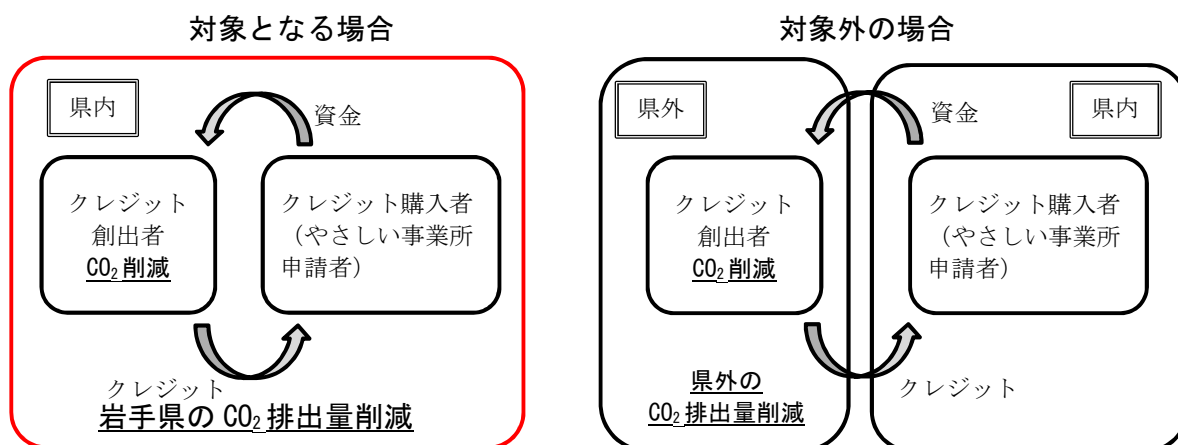 対象となる場合
県内
資金
クレジット
創出者
CO₂削減
クレジット購入者
（やさしい事業所
申請者）
クレジット
岩手県の CO₂排出量削減
対象外の場合
県外
県内
資金
クレジット
創出者
CO₂削減
クレジット購入者
（やさしい事業所
申請者）
県外の
CO₂排出量削減
クレジット